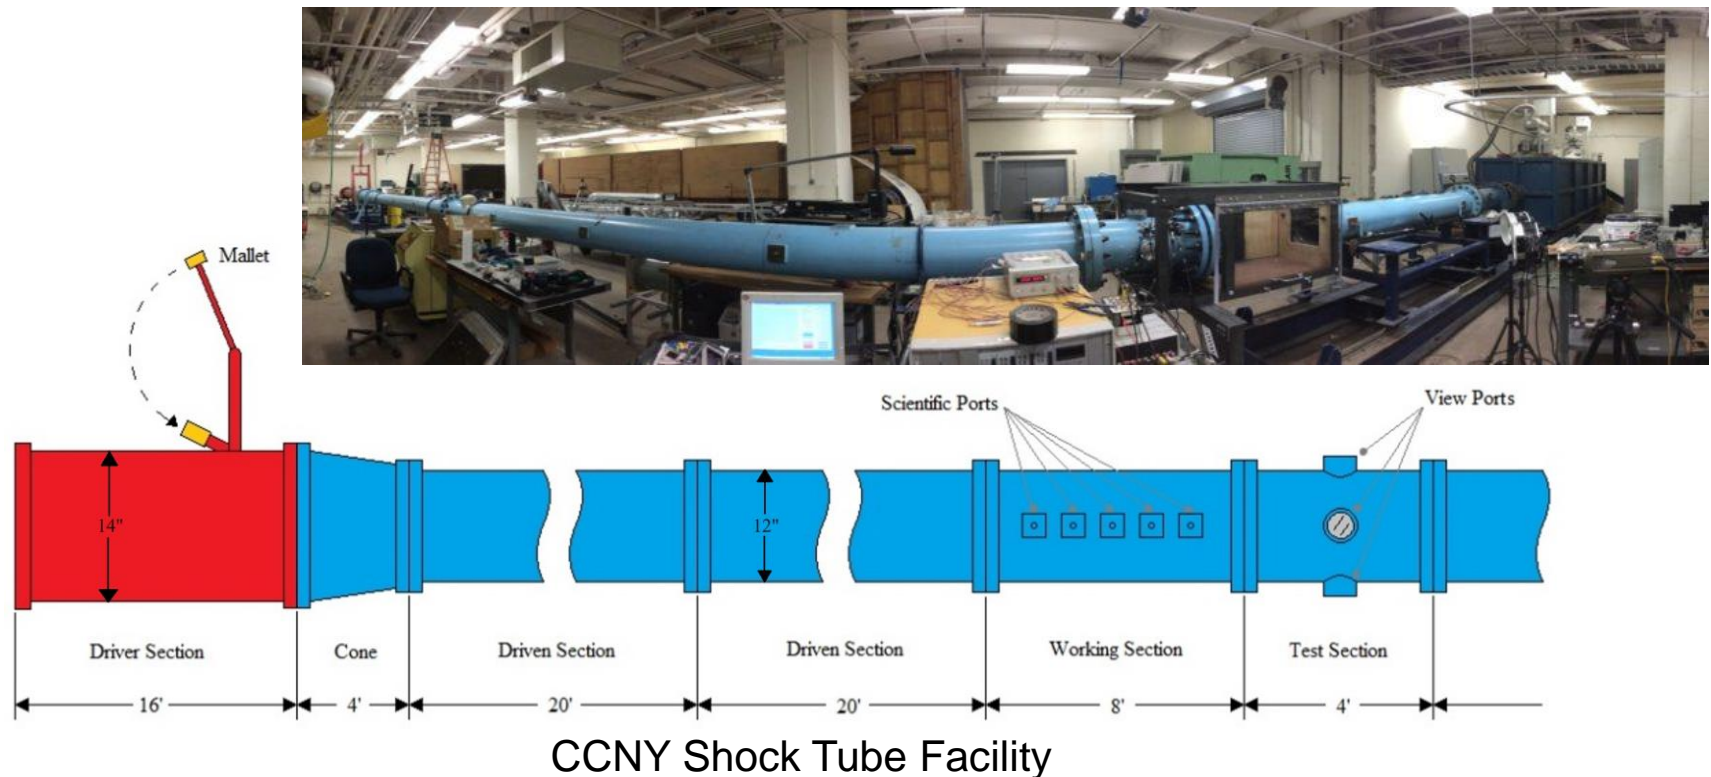 Mallet
Scientific Ports
View Ports
14"
12"
Driver Section
Cone
Driven Section
Driven Section
Working Section
Test Section
16'
4'
20'
20'
8'
4'
CCNY Shock Tube Facility